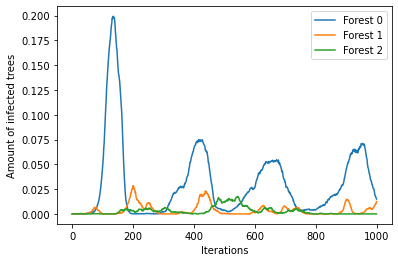 0.200
0.175
0.150
0.125
0.100
0.075
0.050
0.025
0.000
Amount of infected trees
Forest 0
Forest 1
Forest 2
0 200 400 600 800 1000
Iterations